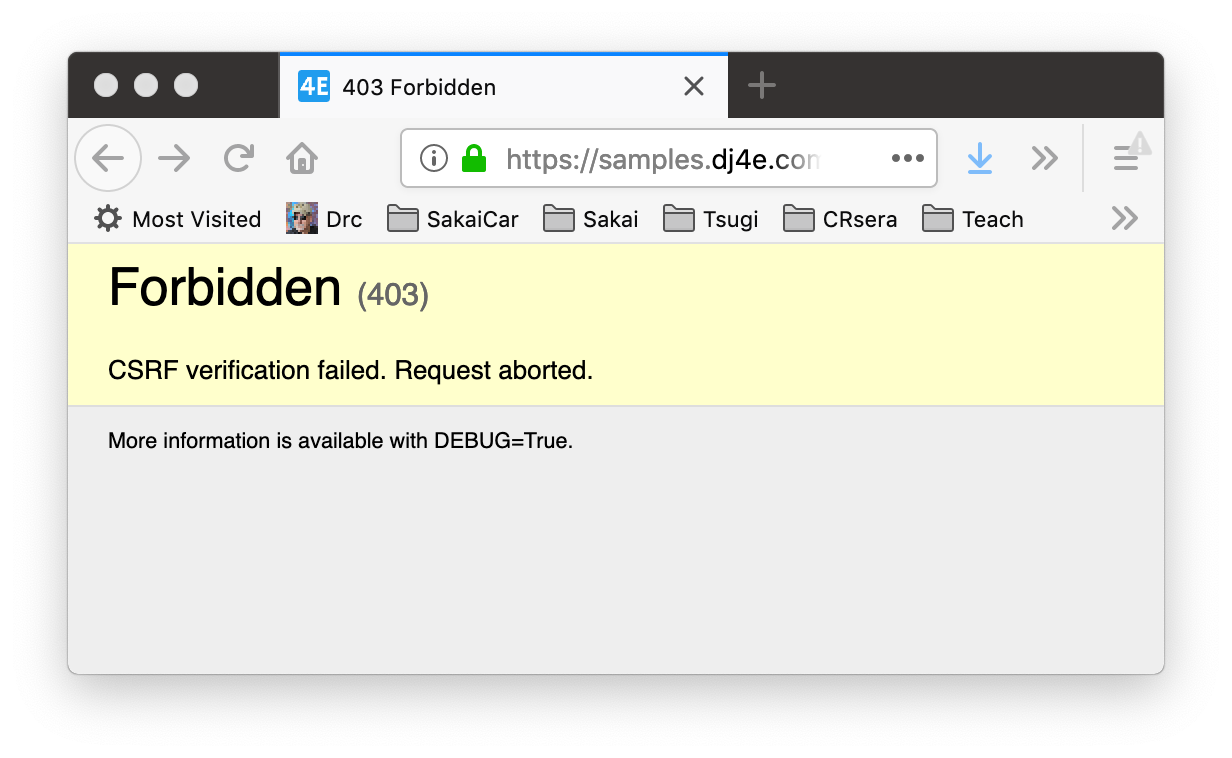 4E 403 Forbidden
https://samples.dj4e.com
Most Visited Drc SakaiCar Sakai Tsugi CRsera Teach
Forbidden (403)
CSRF verification failed. Request aborted.
More information is available with DEBUG=True.